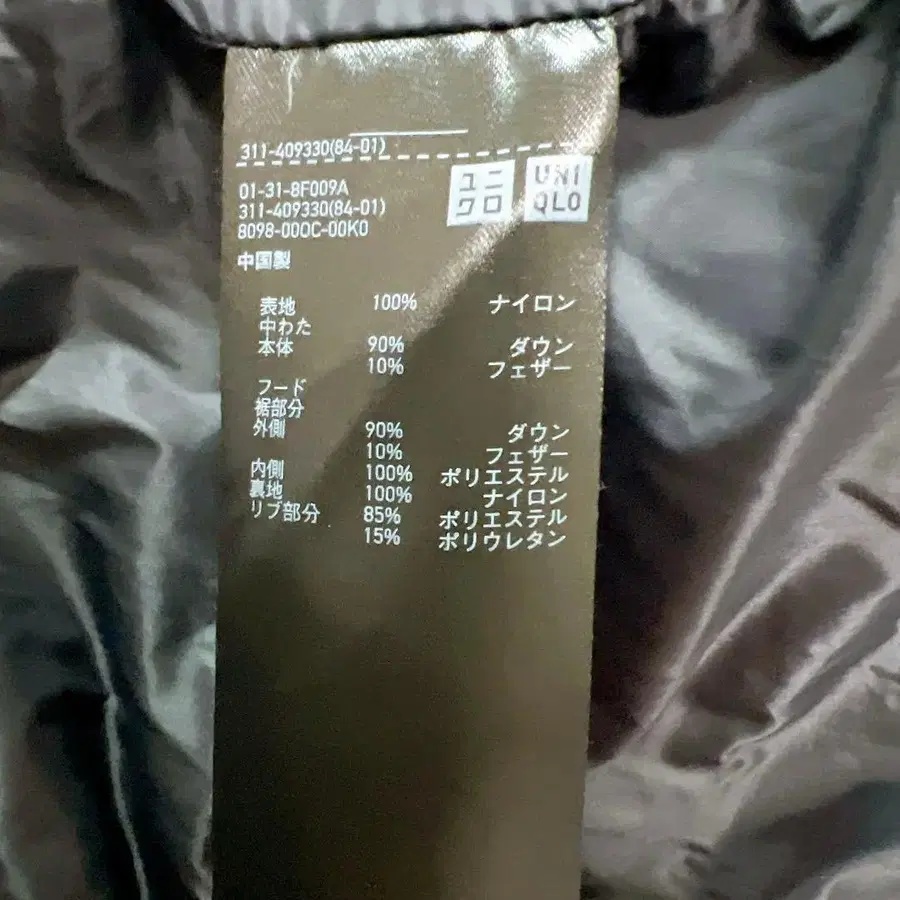 311-409330(84-01)
ユニ
クロ
UNI
QLO
01-31-8F009A
311-409330(84-01)
8098-000C-00K0
中国製
表地 100% ナイロン
中わた
本体 90% ダウン
10% フェザー
フード
裾部分
外側 90% ダウン
10% フェザー
内側 100% ポリエステル
裏地 100% ナイロン
リブ部分 85% ポリエステル
15% ポリウレタン